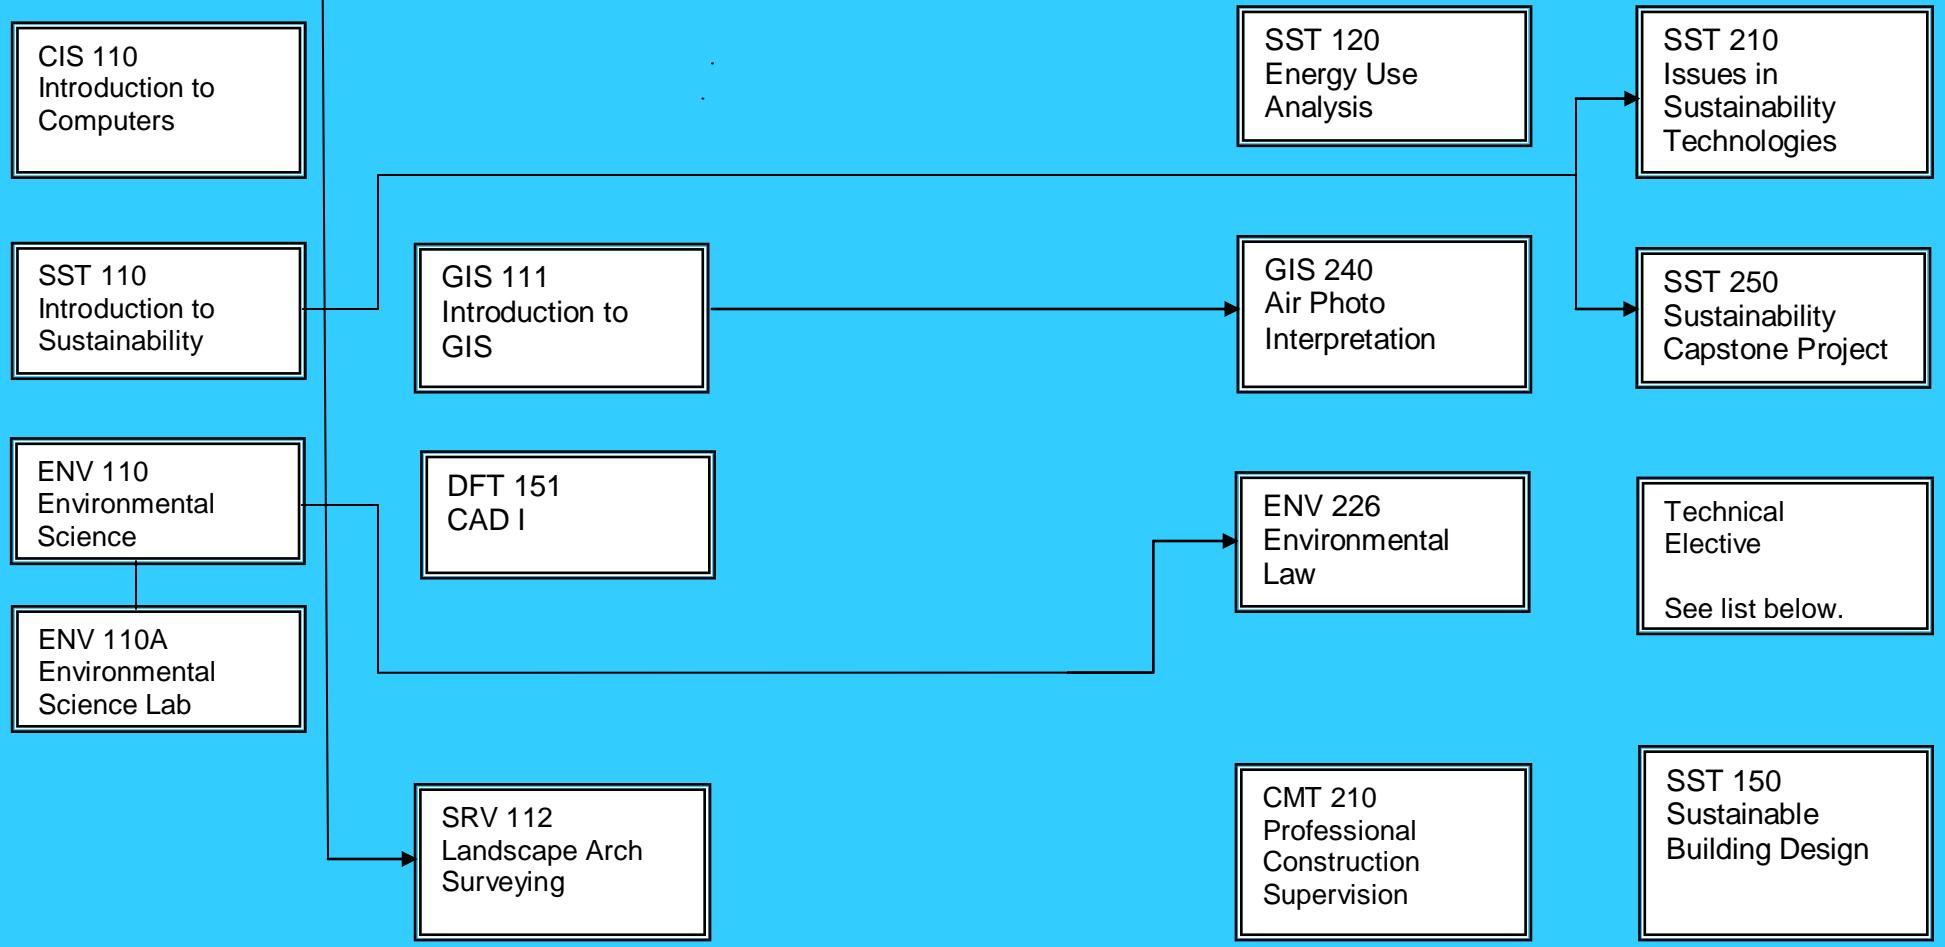 CIS 110
Introduction to
Computers
SST 110
Introduction to
Sustainability
ENV 110
Environmental
Science
ENV 110A
Environmental
Science Lab
GIS 111
Introduction to
GIS
DFT 151
CAD I
SRV 112
Landscape Arch
Surveying
SST 120
Energy Use
Analysis
GIS 240
Air Photo
Interpretation
ENV 226
Environmental
Law
CMT 210
Professional
Construction
Supervision
SST 210
Issues in
Sustainability
Technologies
SST 250
Sustainability
Capstone Project
Technical
Elective
See list below.
SST 150
Sustainable
Building Design